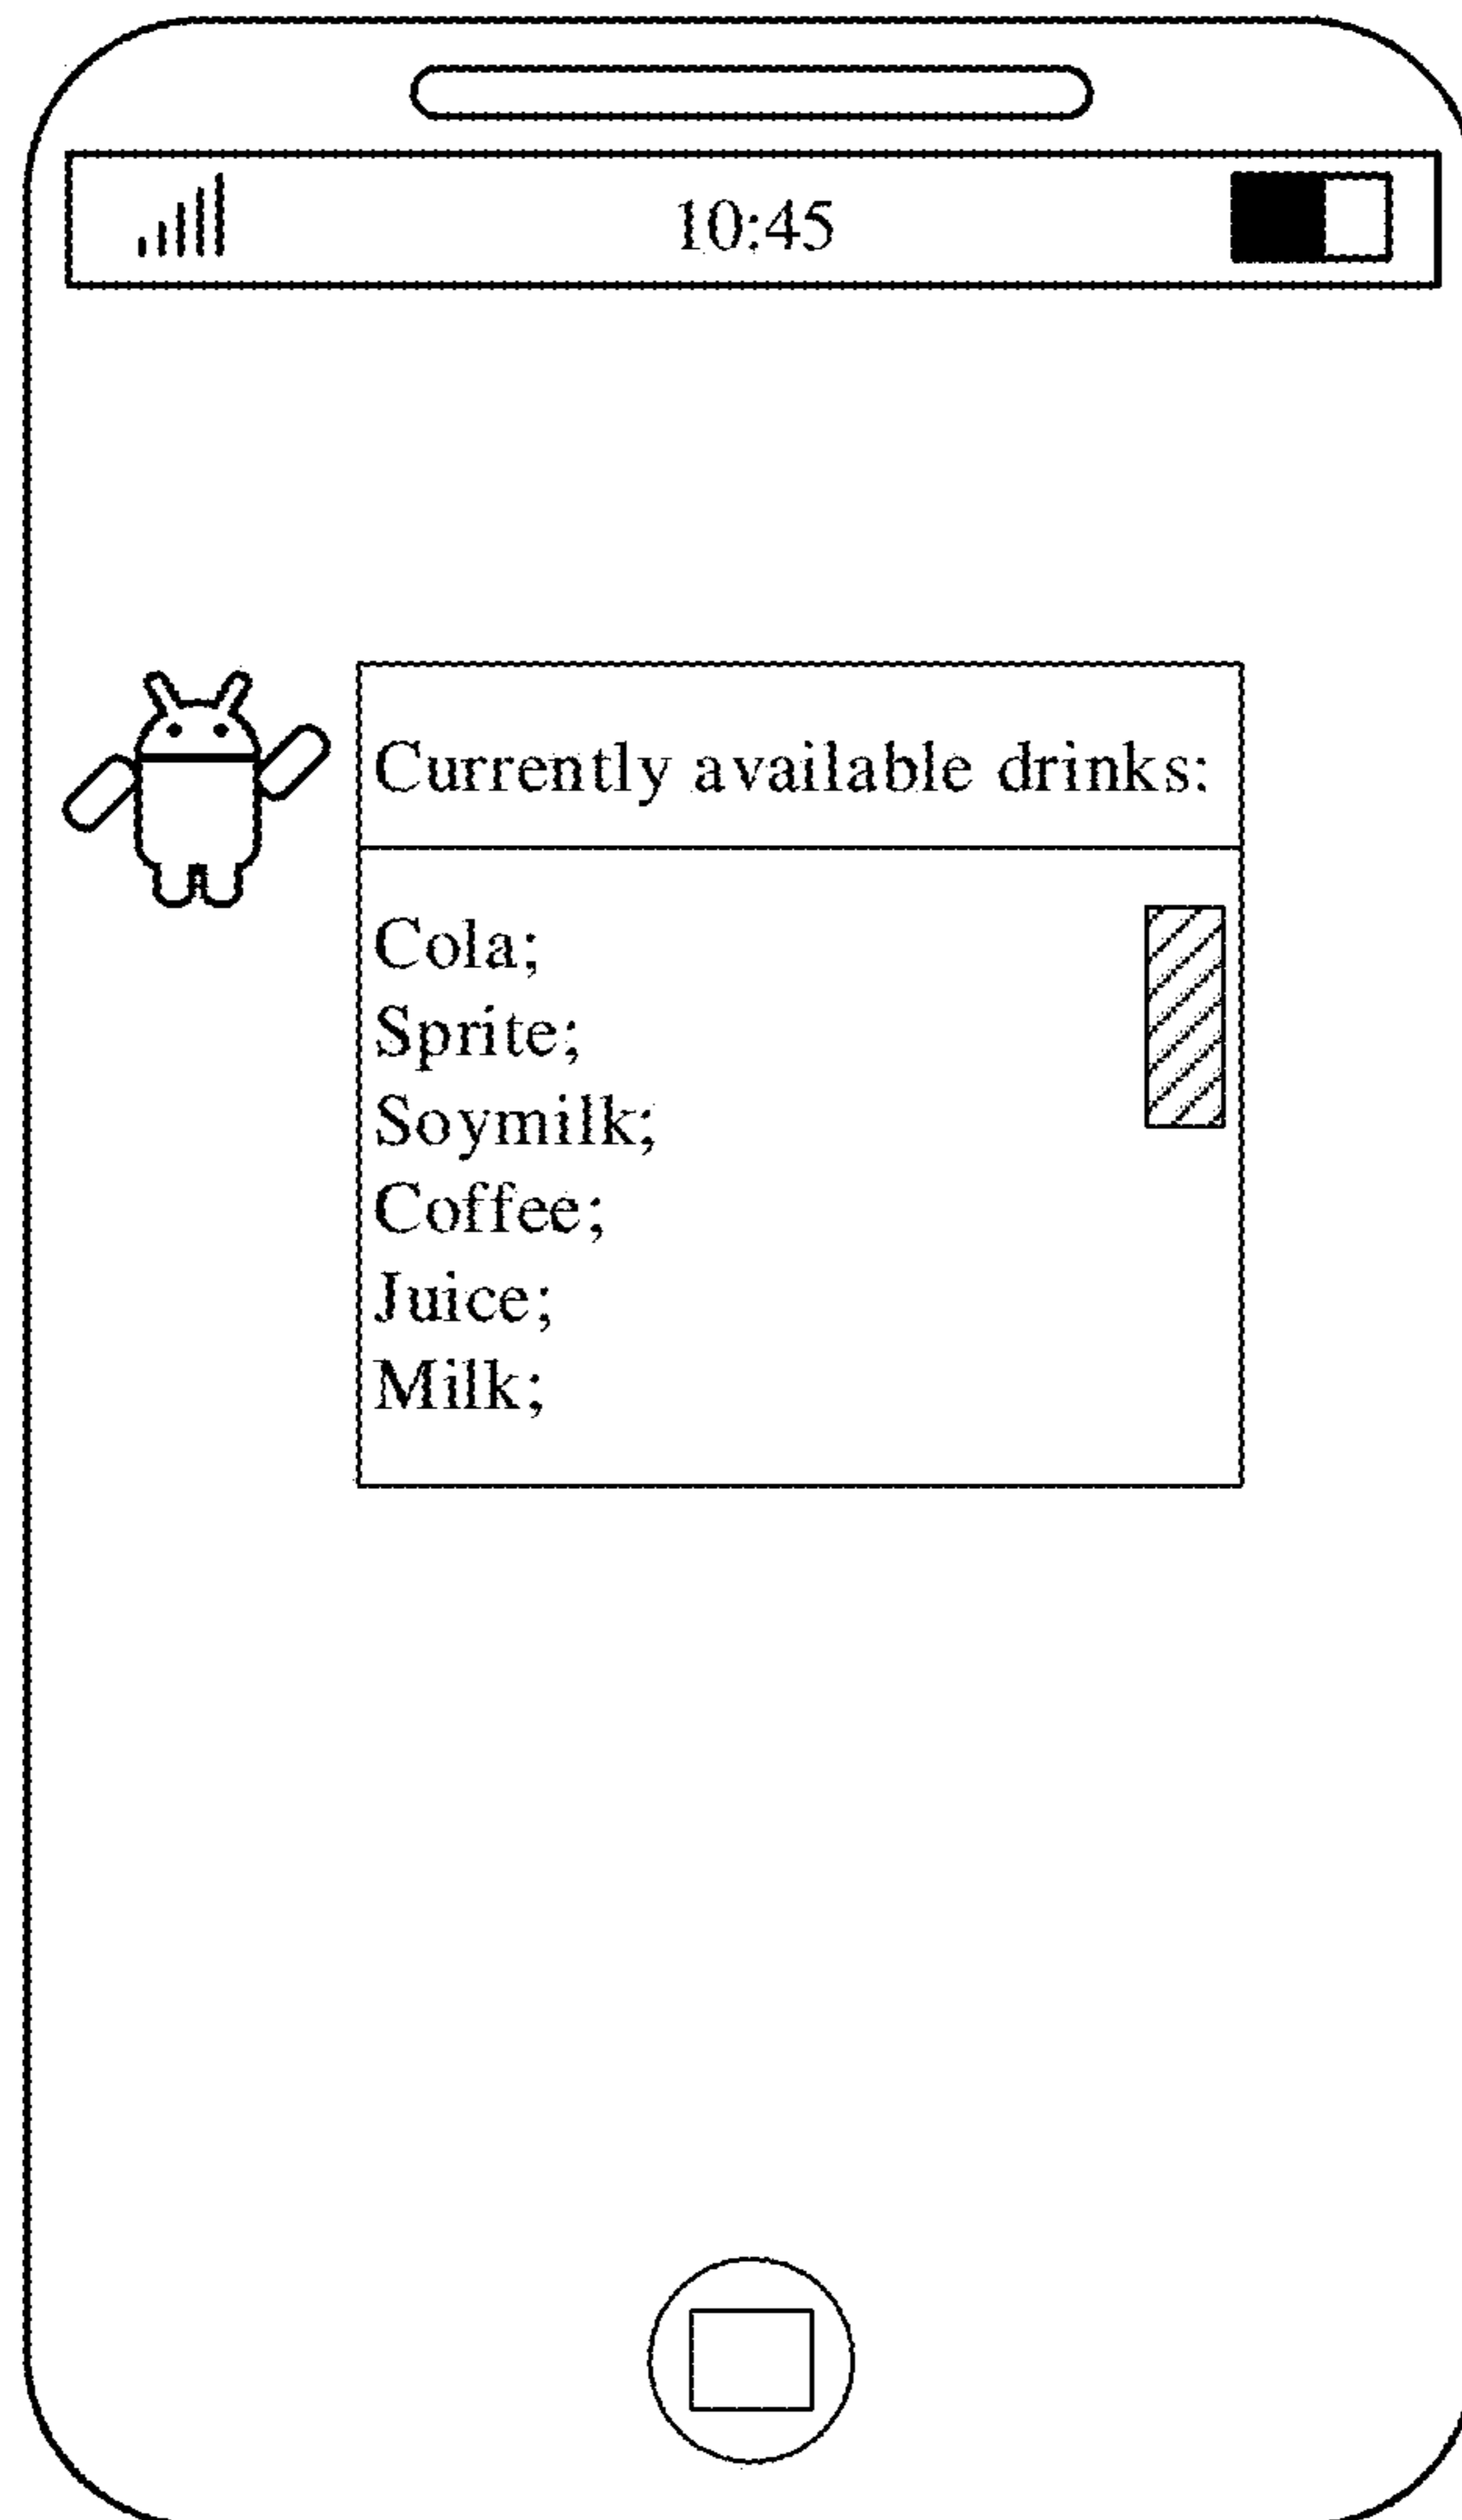 10:45
Currently available drinks:
Cola;
Sprite;
Soymilk;
Coffee;
Juice;
Milk;